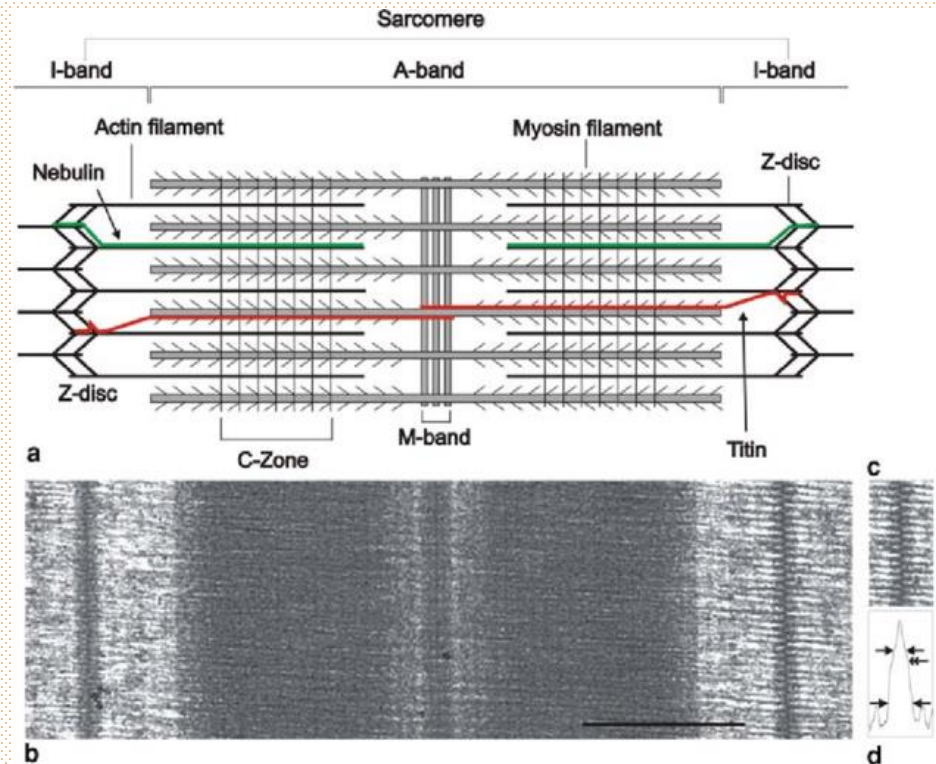 Sarcomere
I-band A-band I-band
Actin filament Myosin filament
Nebulin Z-disc
Z-disc
M-band
Titin
C-Zone
a
c
b
d